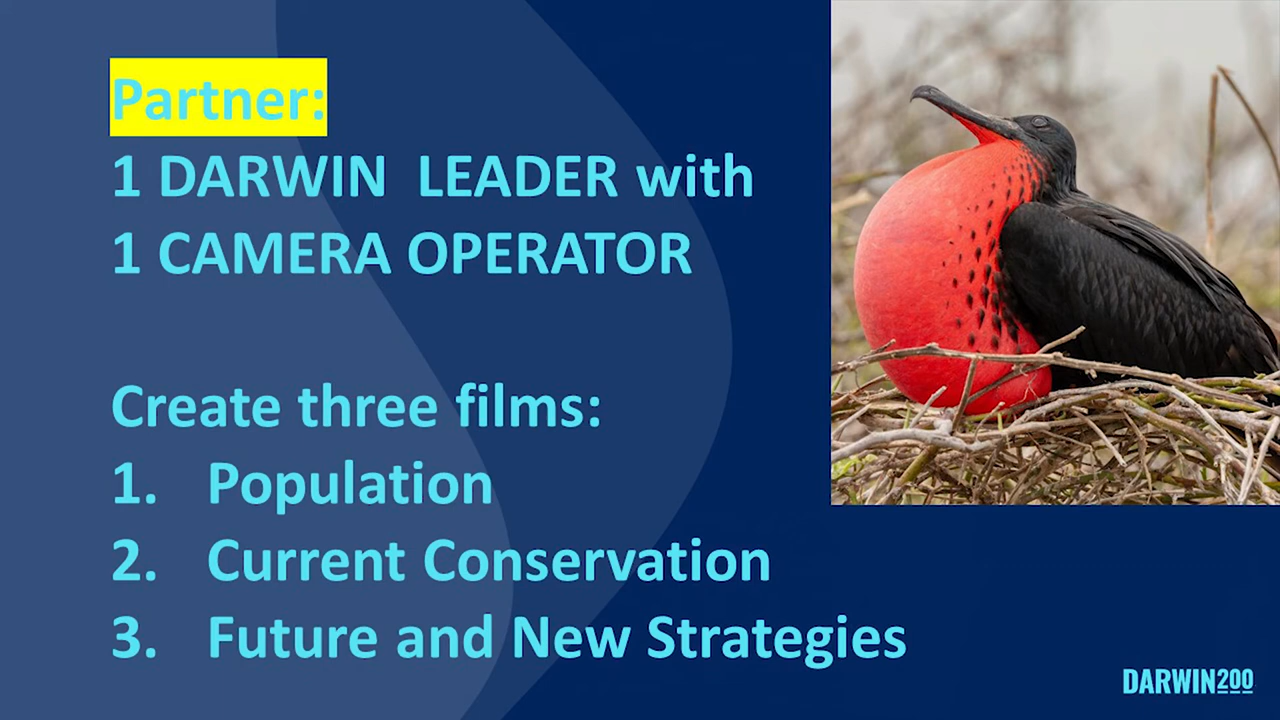 Partner:
1 DARWIN LEADER with
1 CAMERA OPERATOR
Create three films:
1. Population
2. Current Conservation
3. Future and New Strategies
DARWIN200